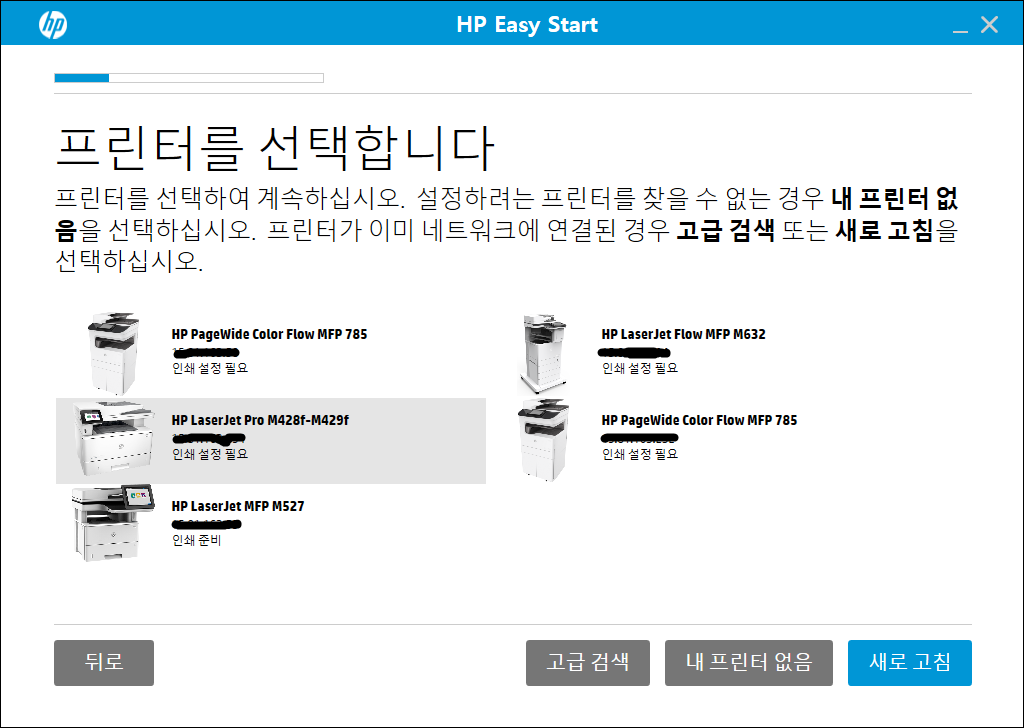 hp
HP Easy Start
프린터를 선택합니다
프린터를 선택하여 계속하십시오. 설정하려는 프린터를 찾을 수 없는 경우 내 프린터 없
음을 선택하십시오. 프린터가 이미 네트워크에 연결된 경우 고급 검색 또는 새로 고침을
선택하십시오.
HP PageWide Color Flow MFP 785
인쇄 설정 필요
HP LaserJet Flow MFP M632
인쇄 설정 필요
HP LaserJet Pro M428f-M429f
인쇄 설정 필요
HP PageWide Color Flow MFP 785
인쇄 설정 필요
HP LaserJet MFP M527
인쇄 준비
뒤로
고급 검색
내 프린터 없음
새로 고침